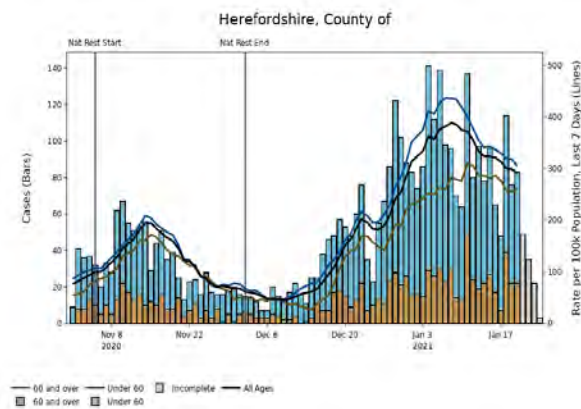 Herefordshire, County of
Nat Rest Start
Nat Rest End
140
120
100
80
60
40
20
0
Cases (Bars)
500
400
300
200
100
0
Rate per 100k Population, Last 7 Days (Lines)
Nov 8
2020
Nov 22
Dec 6
Dec 20
Jan 3
2021
Jan 17
60 and over
Under 60
Incomplete
All Ages
60 and over
Under 60